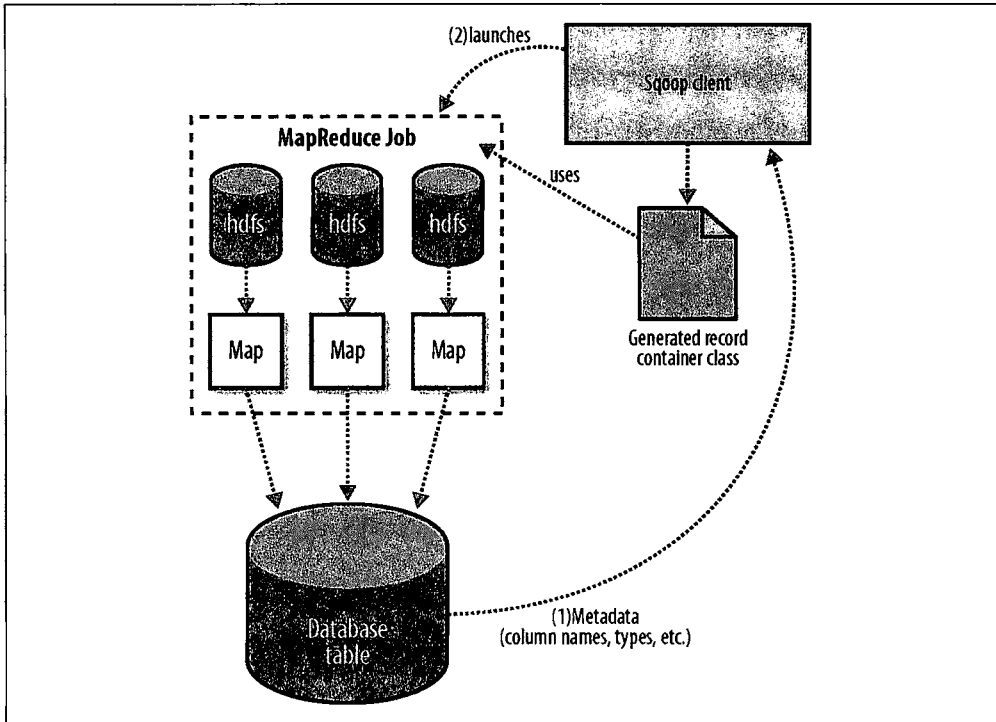 (2)launches
Sqoop client
MapReduce Job
uses
hdfs
hdfs
hdfs
Map
Map
Map
Generated record
container class
(1)Metadata
(column names, types, etc.)
Database
table